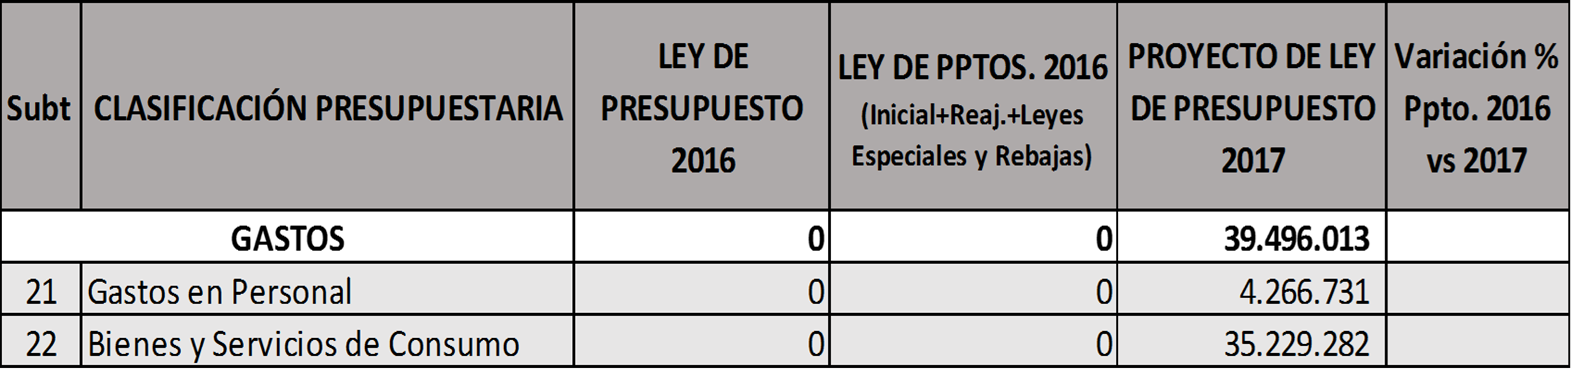 Subt
CLASIFICACIÓN PRESUPUESTARIA
LEY DE
PRESUPUESTO
2016
LEY DE PPTOS. 2016
(Inicial+Reaj.+Leyes
Especiales y Rebajas)
PROYECTO DE LEY
DE PRESUPUESTO
2017
Variación %
Ppto. 2016
vs 2017
GASTOS 0 0 39.496.013
21 Gastos en Personal 0 0 4.266.731
22 Bienes y Servicios de Consumo 0 0 35.229.282